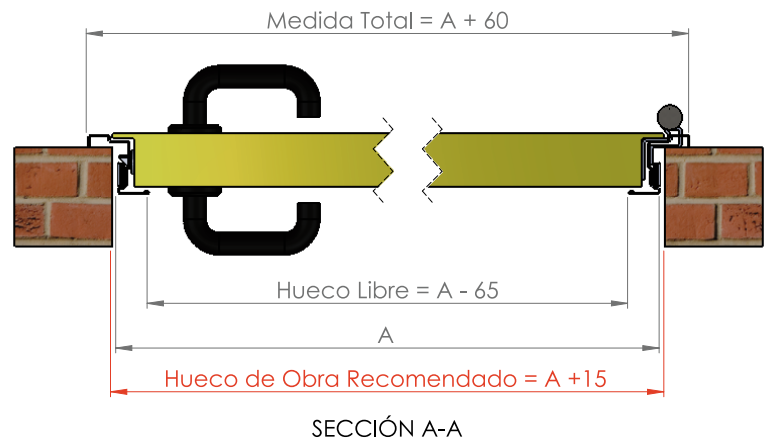 Medida Total = A + 60
Hueco Libre = A - 65
A
Hueco de Obra Recomendado = A +15
SECCIÓN A-A